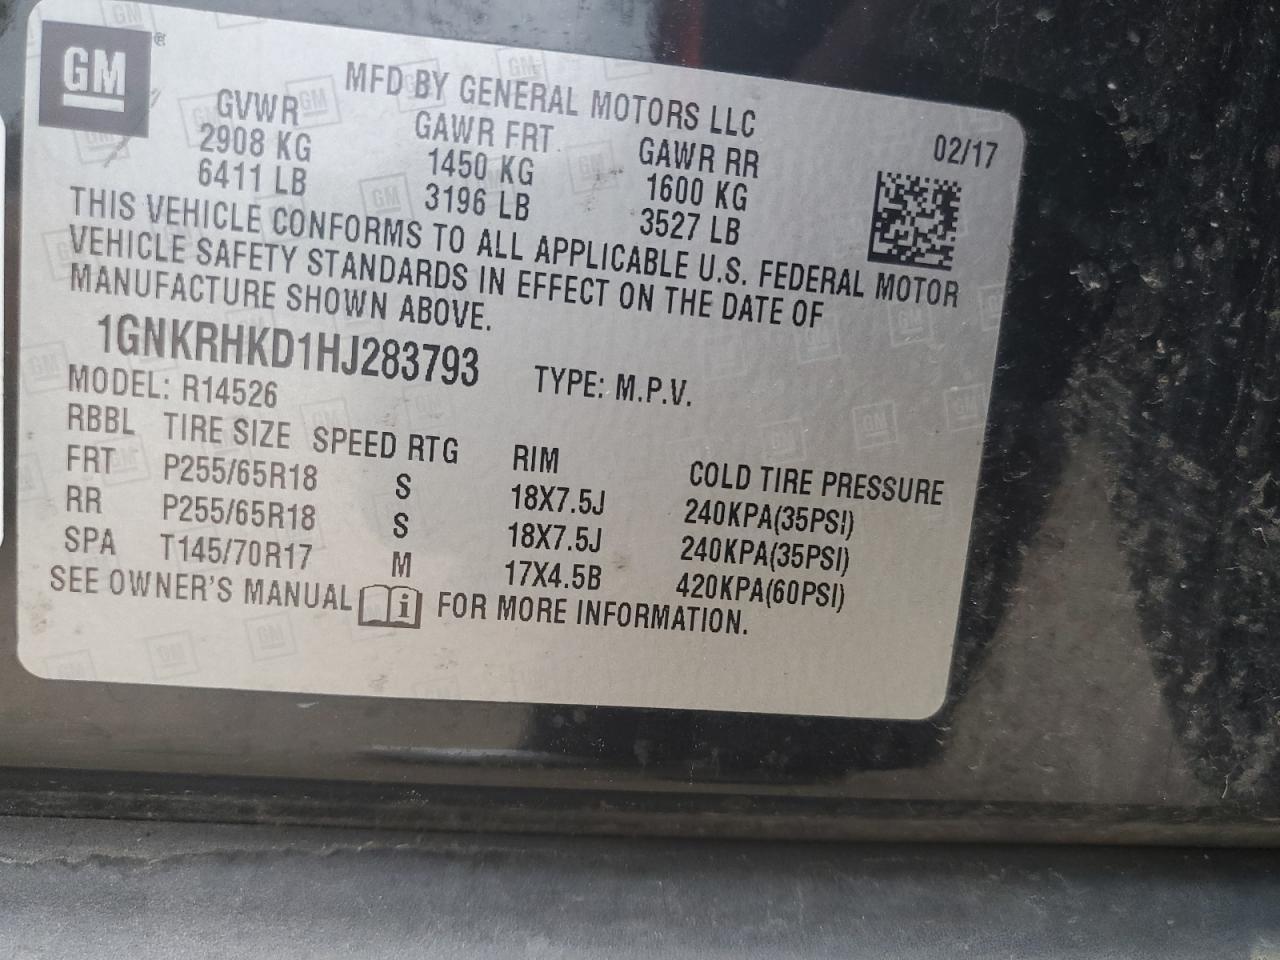 GM
MFD BY GENERAL MOTORS LLC
GVWR GAWR FRT GAWR RR 02/17
2908 KG 1450 KG 1600 KG
6411 LB 3196 LB 3527 LB
THIS VEHICLE CONFORMS TO ALL APPLICABLE U.S. FEDERAL MOTOR
VEHICLE SAFETY STANDARDS IN EFFECT ON THE DATE OF
MANUFACTURE SHOWN ABOVE.
1GNKRHKD1HJ283793 TYPE: M.P.V.
MODEL: R14526
RBBL TIRE SIZE SPEED RTG RIM COLD TIRE PRESSURE
FRT P255/65R18 S 18X7.5J 240KPA(35PSI)
RR P255/65R18 S 18X7.5J 240KPA(35PSI)
SPA T145/70R17 M 17X4.5B 420KPA(60PSI)
SEE OWNER'S MANUAL i FOR MORE INFORMATION.